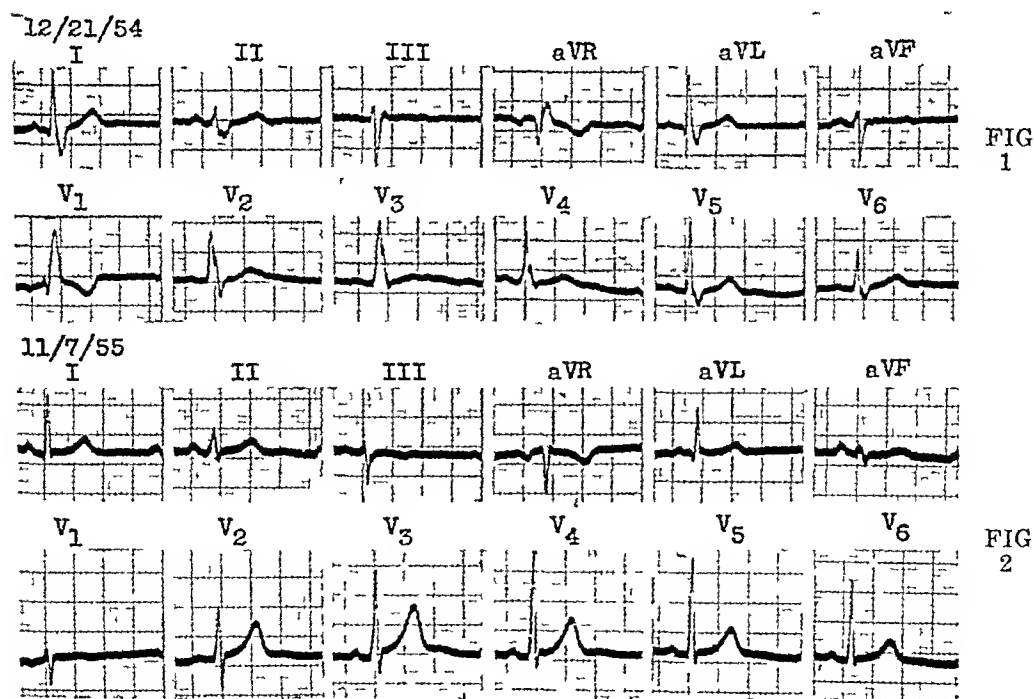 12/21/54
I II III aVR aVL aVF
FIG
1
V1 V2 V3 V4 V5 V6
11/7/55
I II III aVR aVL aVF
V1 V2 V3 V4 V5 V6
FIG
2